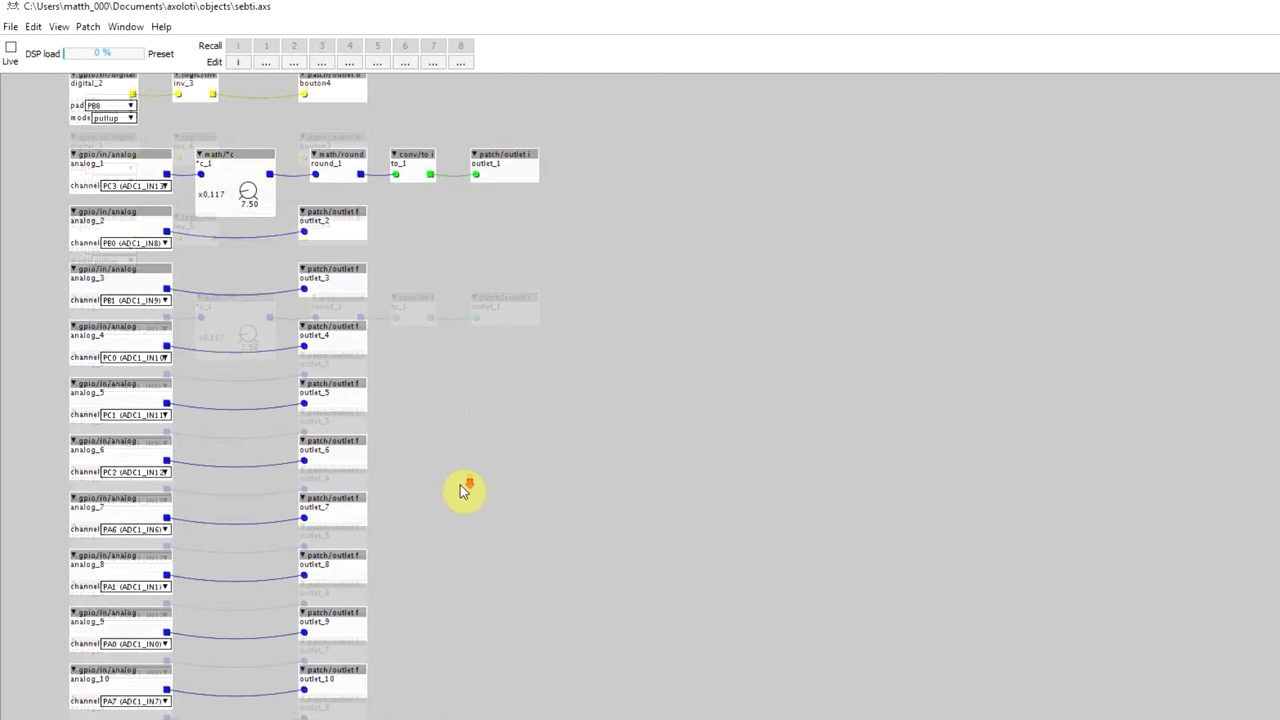 C:\Users\matth_000\Documents\axoloti\objects\sebti.axs
File Edit View Patch Window Help
Live
DSP load 0 % Preset
Recall i 1 2 3 4 5 6 7 8
Edit i ... ... ... ... ... ... ... ...
gpio/in/digital logic/inv patch/outlet b
digital_2 inv_3 bouton4
pad PB8
mode pullup
gpio/in/analog math/*c math/round conv/to i patch/outlet i
analog_1 *c_1 round_1 to_1 outlet_1
channel PC3 (ADC1_IN13) x0,117 7.50
gpio/in/analog patch/outlet f
analog_2 outlet_2
channel PB0 (ADC1_IN8)
gpio/in/analog patch/outlet f
analog_3 outlet_3
channel PB1 (ADC1_IN9)
gpio/in/analog patch/outlet f
analog_4 outlet_4
channel PC0 (ADC1_IN10
gpio/in/analog patch/outlet f
analog_5 outlet_5
channel PC1 (ADC1_IN11
gpio/in/analog patch/outlet f
analog_6 outlet_6
channel PC2 (ADC1_IN12
gpio/in/analog patch/outlet f
analog_7 outlet_7
channel PA6 (ADC1_IN6)
gpio/in/analog patch/outlet f
analog_8 outlet_8
channel PA1 (ADC1_IN1)
gpio/in/analog patch/outlet f
analog_9 outlet_9
channel PA0 (ADC1_IN0)
gpio/in/analog patch/outlet f
analog_10 outlet_10
channel PA7 (ADC1_IN7)